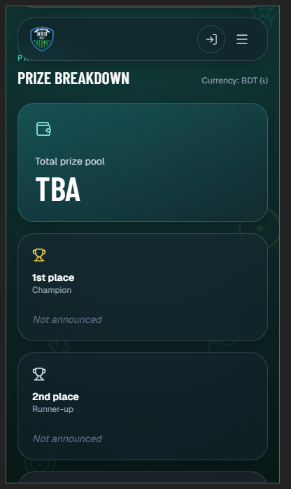 PRIZE BREAKDOWN
Currency: BDT (৳)
Total prize pool
TBA
1st place
Champion
Not announced
2nd place
Runner-up
Not announced